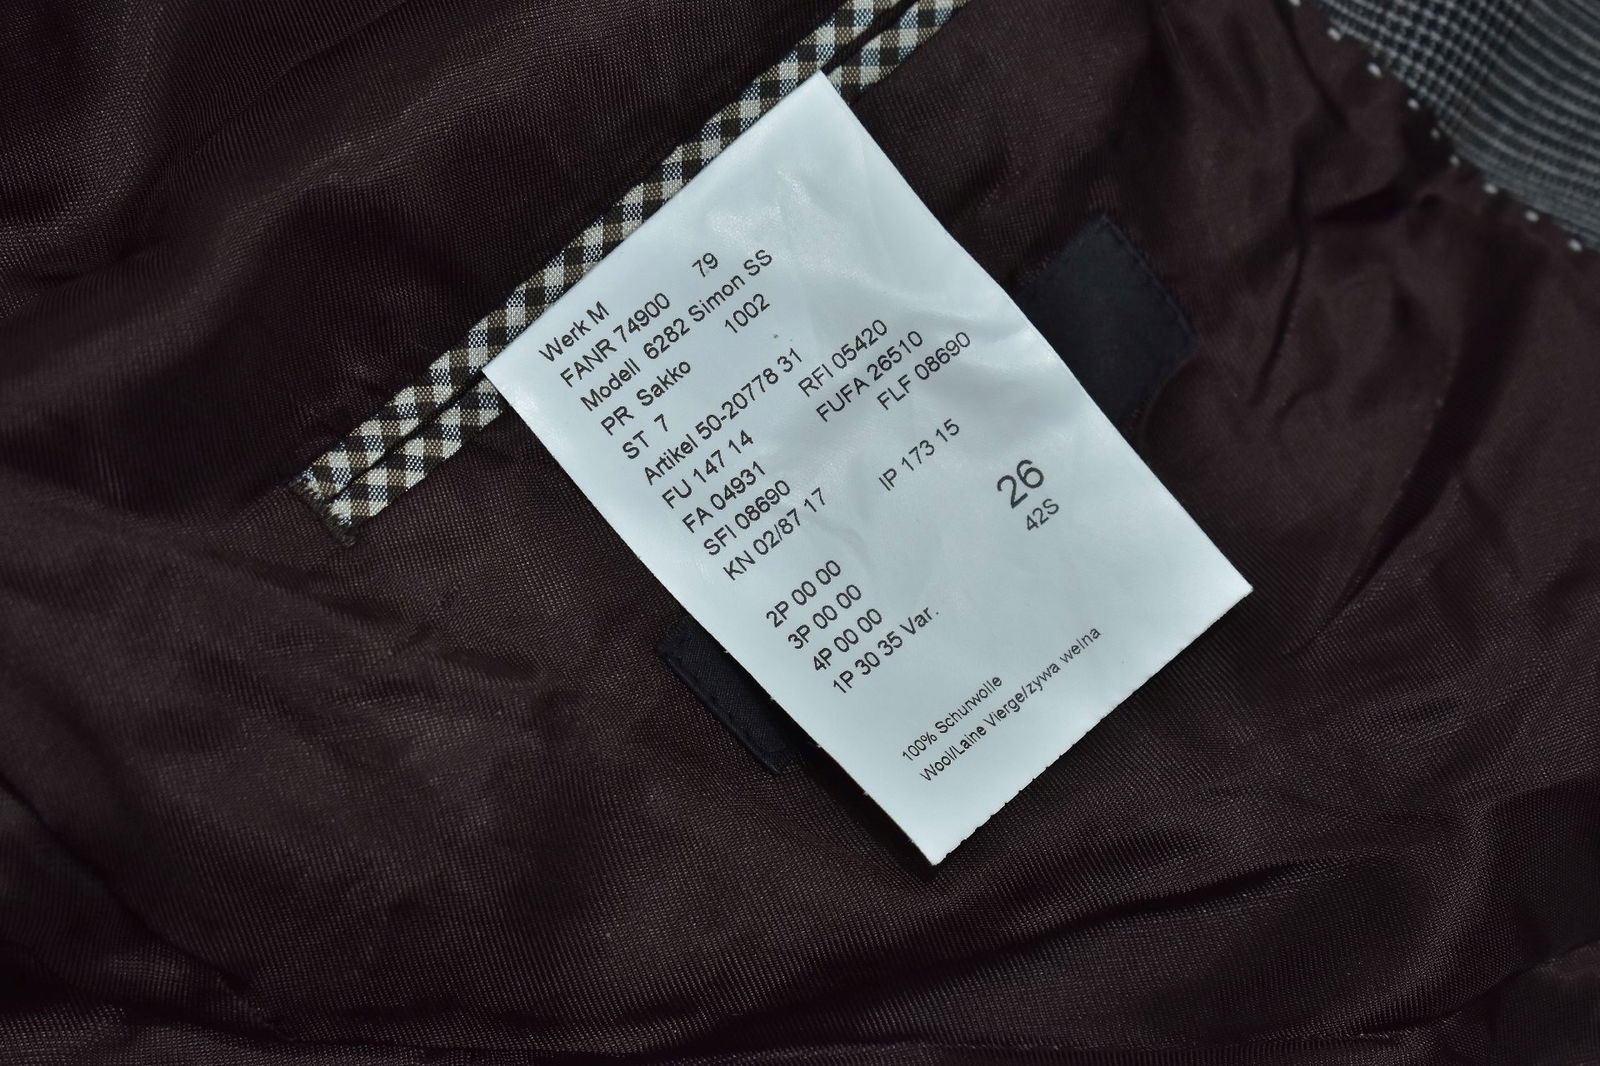 Werk M
FANR 74900 79
Modell 6282 Simon SS
PR Sakko 1002
ST 7
Artikel 50-20778 31
FU 147 14 RFI 05420
FA 04931 FUFA 26510
SFI 08690 FLF 08690
KN 02/87 17 IP 173 15
26
42S
2P 00 00
3P 00 00
4P 00 00
1P 30 35 Var.
100% Schurwolle
Wool/Laine Vierge/zywa welna